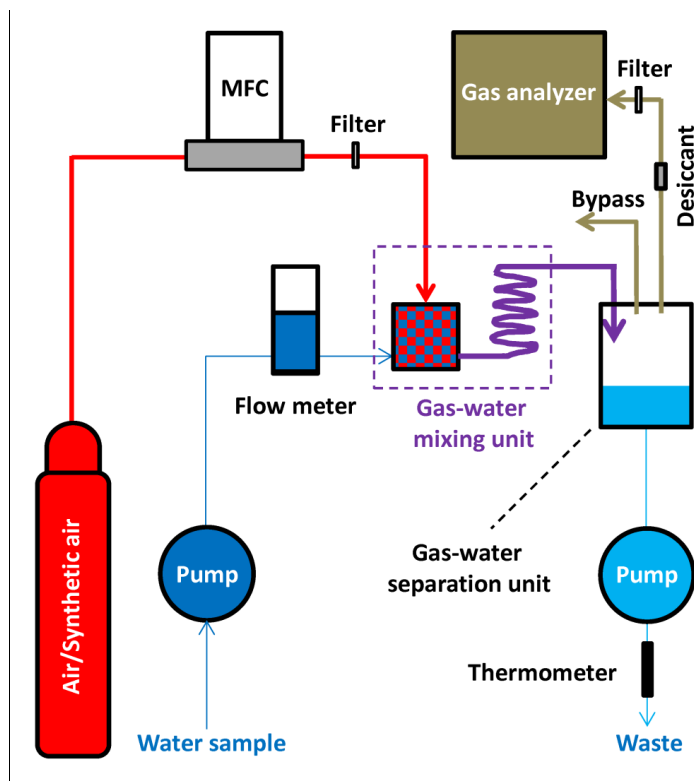 MFC
Filter
Gas analyzer
Filter
Desiccant
Bypass
Flow meter
Gas-water
mixing unit
Air/Synthetic air
Pump
Gas-water
separation unit
Pump
Thermometer
Water sample
Waste